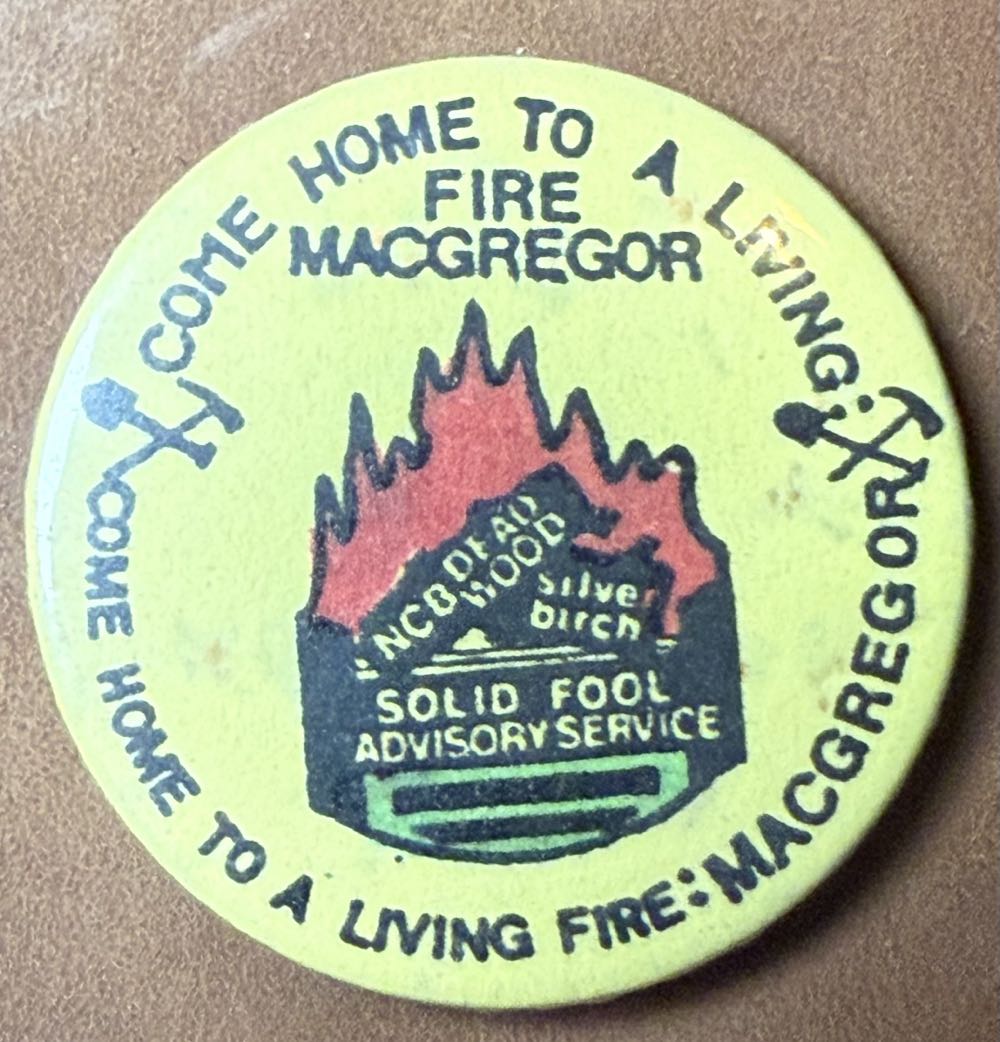 COME HOME TO A LIVING:
FIRE
MACGREGOR
NCB DEAD
WOOD
silver
birch
SOLID FOOL
ADVISORY SERVICE
COME HOME TO A LIVING FIRE: MACGREGOR